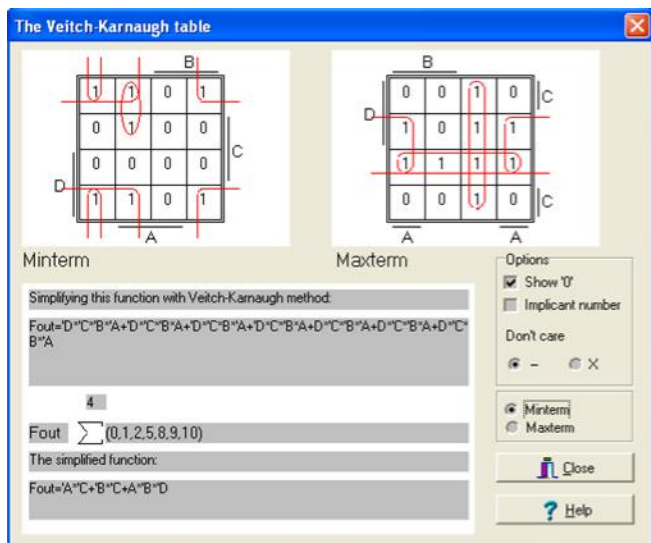 The Veitch-Karnaugh table
B
1 1 0 1
0 1 0 0
0 0 0 0
1 1 0 1
C
D
A
Minterm
B
0 0 1 0
1 0 1 1
1 1 1 1
0 0 1 0
C
D
C
A A
Maxterm
Simplifying this function with Veitch-Karnaugh method:
4
Fout ∑ (0,1,2,5,8,9,10)
The simplified function:
Fout='A*'C+'B*'C+A*'B*'D
Options
Show '0'
Implicant number
Don't care
– X
Minterm
Maxterm
Close
Help